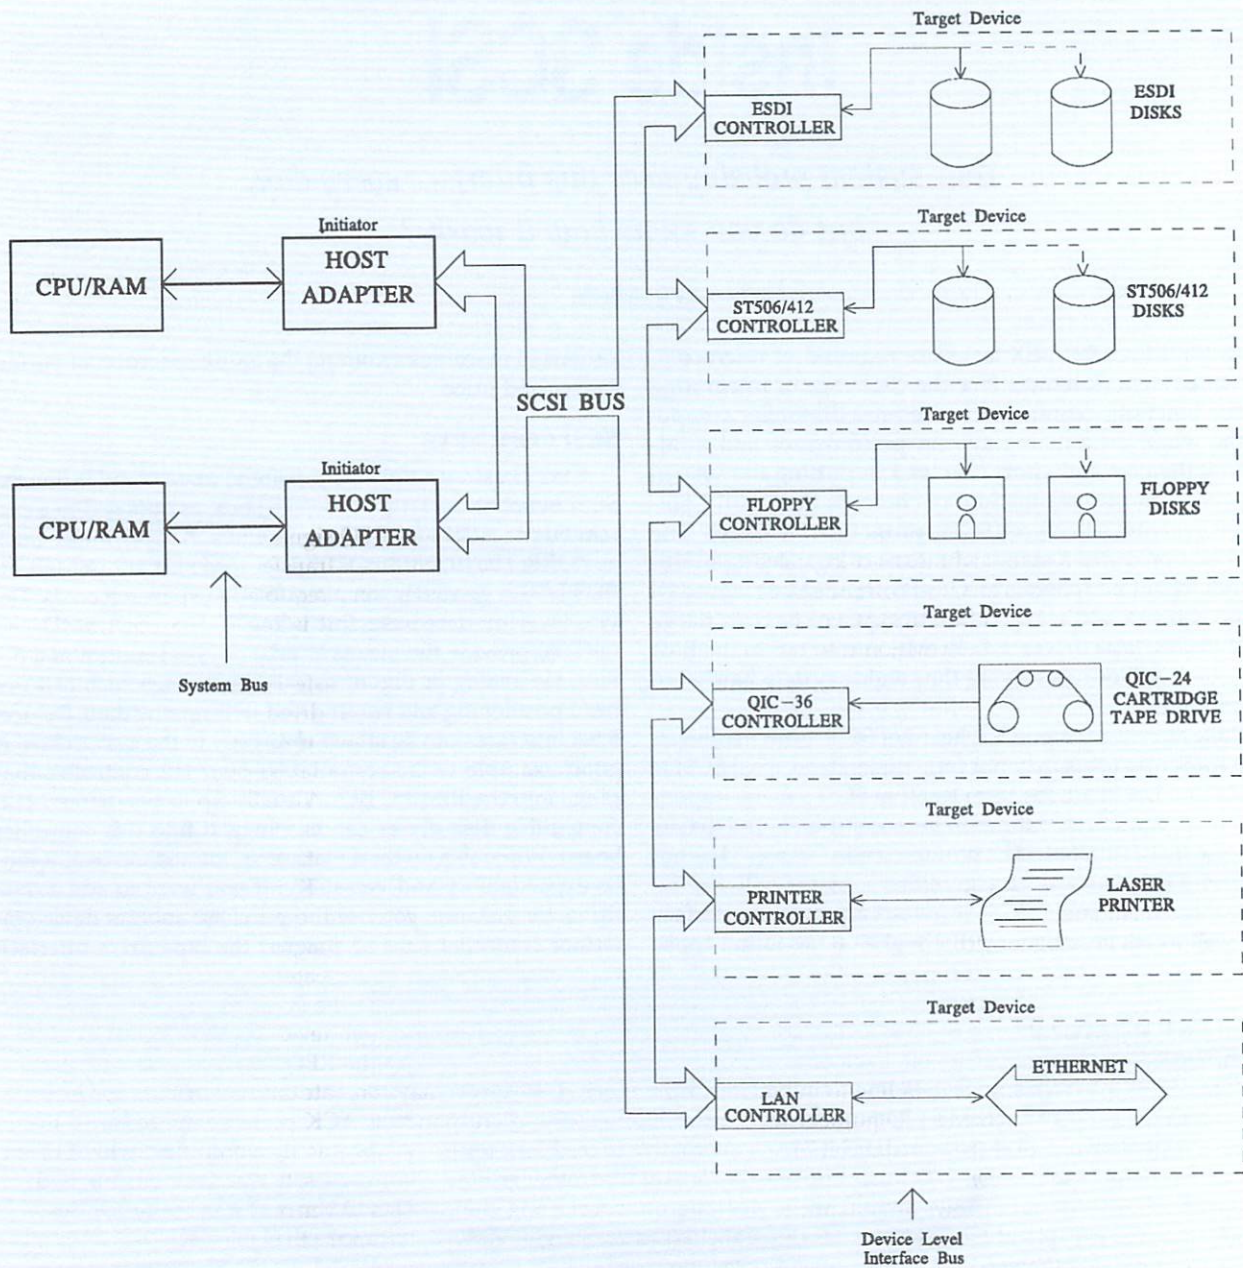 Target Device
ESDI
CONTROLLER
ESDI
DISKS
Target Device
ST506/412
CONTROLLER
ST506/412
DISKS
Initiator
CPU/RAM
HOST
ADAPTER
SCSI BUS
Target Device
FLOPPY
CONTROLLER
FLOPPY
DISKS
Initiator
CPU/RAM
HOST
ADAPTER
System Bus
Target Device
QIC-36
CONTROLLER
QIC-24
CARTRIDGE
TAPE DRIVE
Target Device
PRINTER
CONTROLLER
LASER
PRINTER
Target Device
LAN
CONTROLLER
ETHERNET
Device Level
Interface Bus